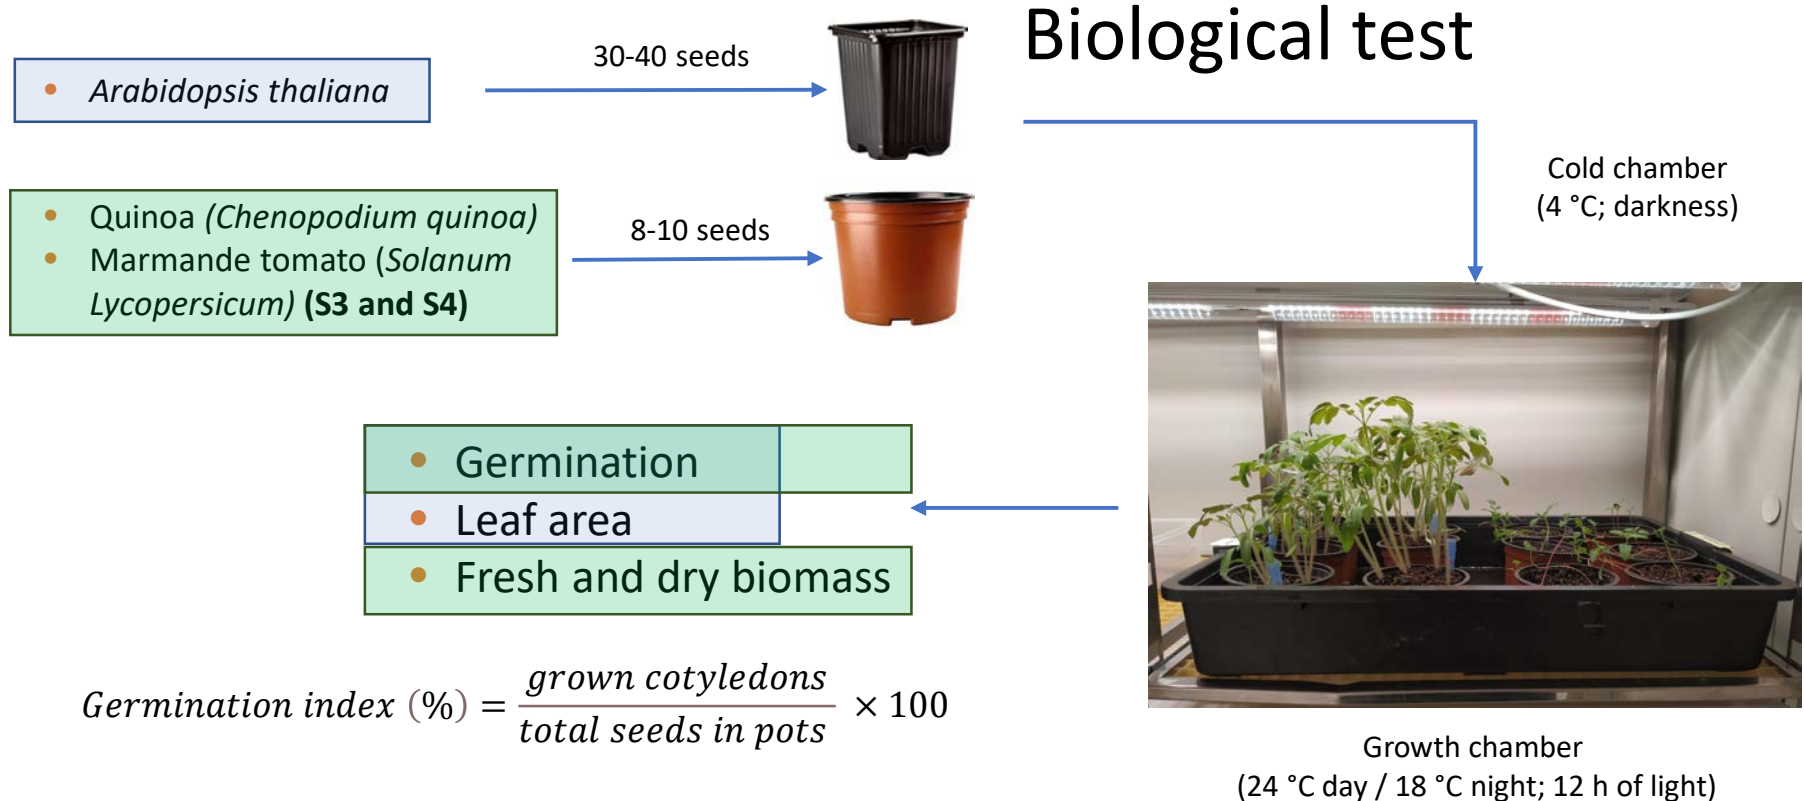 Biological test
• Arabidopsis thaliana
30-40 seeds
• Quinoa (Chenopodium quinoa)
• Marmande tomato (Solanum
Lycopersicum) (S3 and S4)
8-10 seeds
Cold chamber
(4 °C; darkness)
• Germination
• Leaf area
• Fresh and dry biomass
Germination index (%) = grown cotyledons / total seeds in pots × 100
Growth chamber
(24 °C day / 18 °C night; 12 h of light)